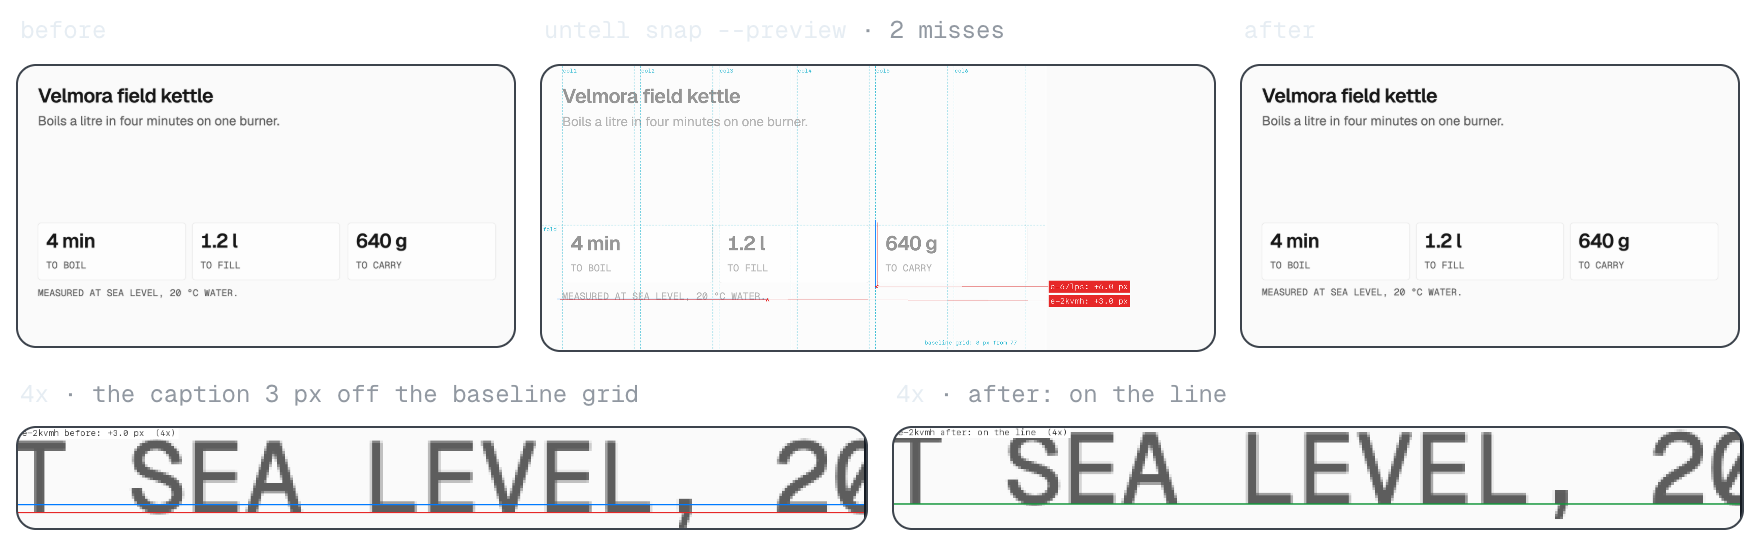 before
untell snap --preview · 2 misses
after
Velmora field kettle
Boils a litre in four minutes on one burner.
4 min
TO BOIL
1.2 l
TO FILL
640 g
TO CARRY
MEASURED AT SEA LEVEL, 20 °C WATER.
col1
col2
col3
col4
col5
col6
Velmora field kettle
Boils a litre in four minutes on one burner.
4 min
TO BOIL
1.2 l
TO FILL
640 g
TO CARRY
MEASURED AT SEA LEVEL, 20 °C WATER.
e-2kvmh: +3.0 px
Velmora field kettle
Boils a litre in four minutes on one burner.
4 min
TO BOIL
1.2 l
TO FILL
640 g
TO CARRY
MEASURED AT SEA LEVEL, 20 °C WATER.
4x · the caption 3 px off the baseline grid
4x · after: on the line
e-2kvmh before: +3.0 px (4x)
T SEA LEVEL, 20
e-2kvmh after: on the line (4x)
T SEA LEVEL, 20